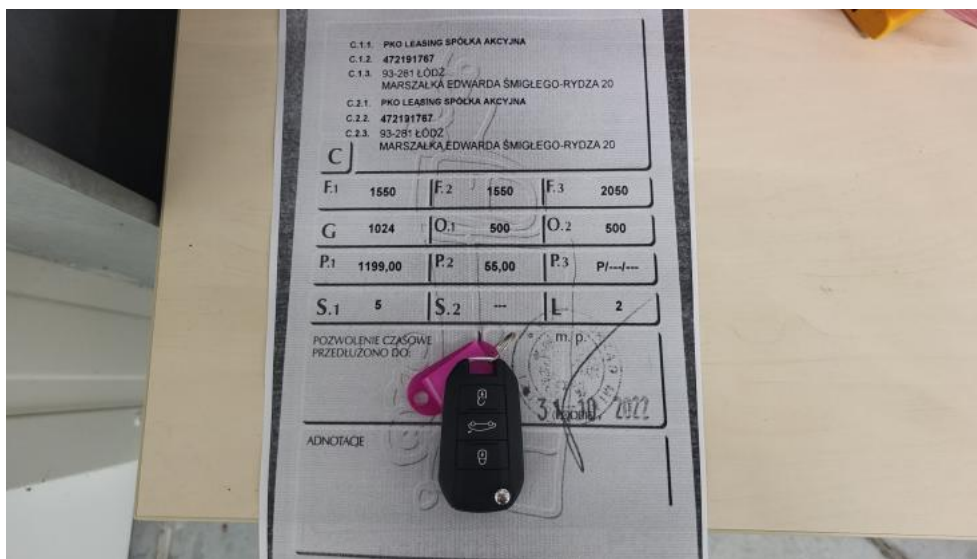 C.1.1. PKO LEASING SPÓŁKA AKCYJNA
C.1.2. 472191767
C.1.3. 93-281 ŁÓDŹ
MARSZAŁKA EDWARDA ŚMIGŁEGO-RYDZA 20
C.2.1. PKO LEASING SPÓŁKA AKCYJNA
C.2.2. 472191767
C.2.3. 93-281 ŁÓDŹ
MARSZAŁKA EDWARDA ŚMIGŁEGO-RYDZA 20
C
F.1 1550 F.2 1550 F.3 2050
G 1024 O.1 500 O.2 500
P.1 1199,00 P.2 55,00 P.3 P/---/---
S.1 5 S.2 --- L 2
POZWOLENIE CZASOWE
PRZEDŁUŻONO DO: m. p.
31. 10. 2022
ADNOTACJE